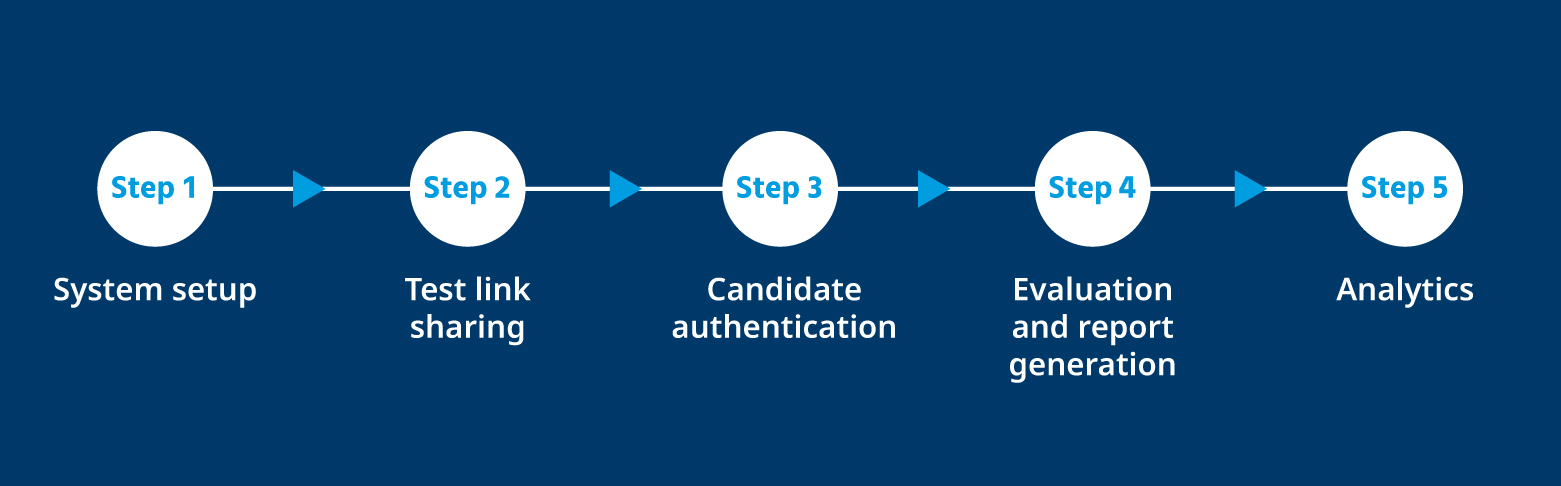 Step 1
Step 2
Step 3
Step 4
Step 5
System setup
Test link
sharing
Candidate
authentication
Evaluation
and report
generation
Analytics